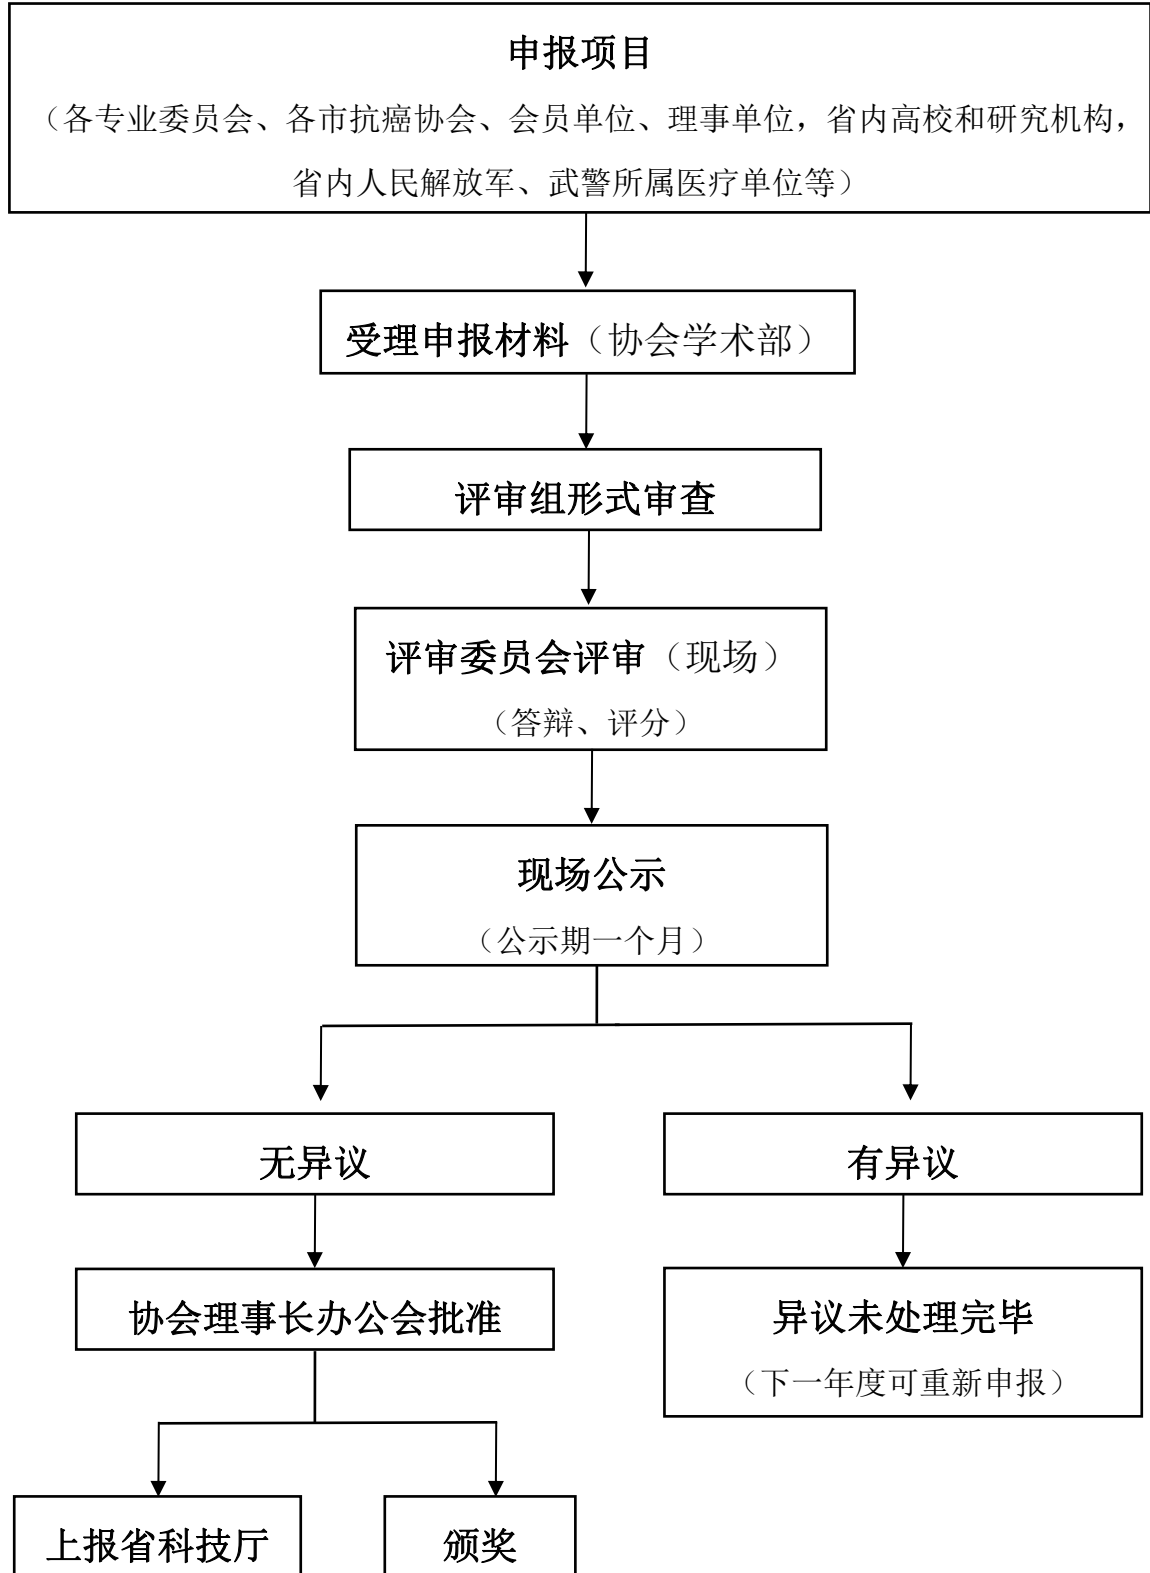 申报项目
（各专业委员会、各市抗癌协会、会员单位、理事单位，省内高校和研究机构，
省内人民解放军、武警所属医疗单位等）
受理申报材料（协会学术部）
评审组形式审查
评审委员会评审（现场）
（答辩、评分）
现场公示
（公示期一个月）
无异议
有异议
协会理事长办公会批准
异议未处理完毕
（下一年度可重新申报）
上报省科技厅
颁奖